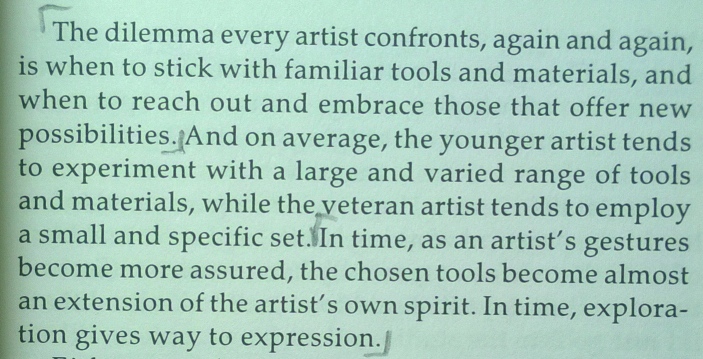 The dilemma every artist confronts, again and again,
is when to stick with familiar tools and materials, and
when to reach out and embrace those that offer new
possibilities. And on average, the younger artist tends
to experiment with a large and varied range of tools
and materials, while the veteran artist tends to employ
a small and specific set. In time, as an artist's gestures
become more assured, the chosen tools become almost
an extension of the artist's own spirit. In time, explora-
tion gives way to expression.